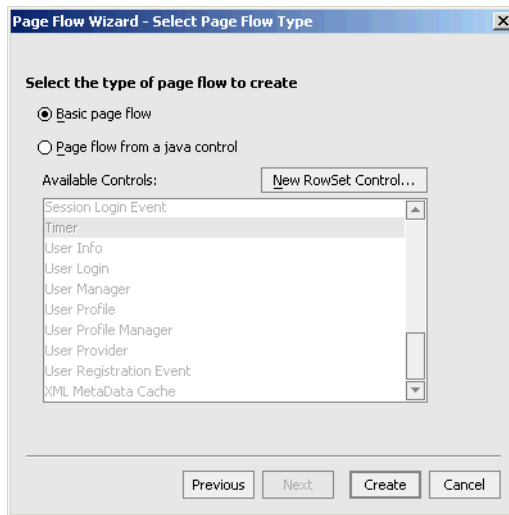 Page Flow Wizard - Select Page Flow Type
Select the type of page flow to create
Basic page flow
Page flow from a java control
Available Controls:
New RowSet Control...
Session Login Event
Timer
User Info
User Login
User Manager
User Profile
User Profile Manager
User Provider
User Registration Event
XML MetaData Cache
Previous
Next
Create
Cancel